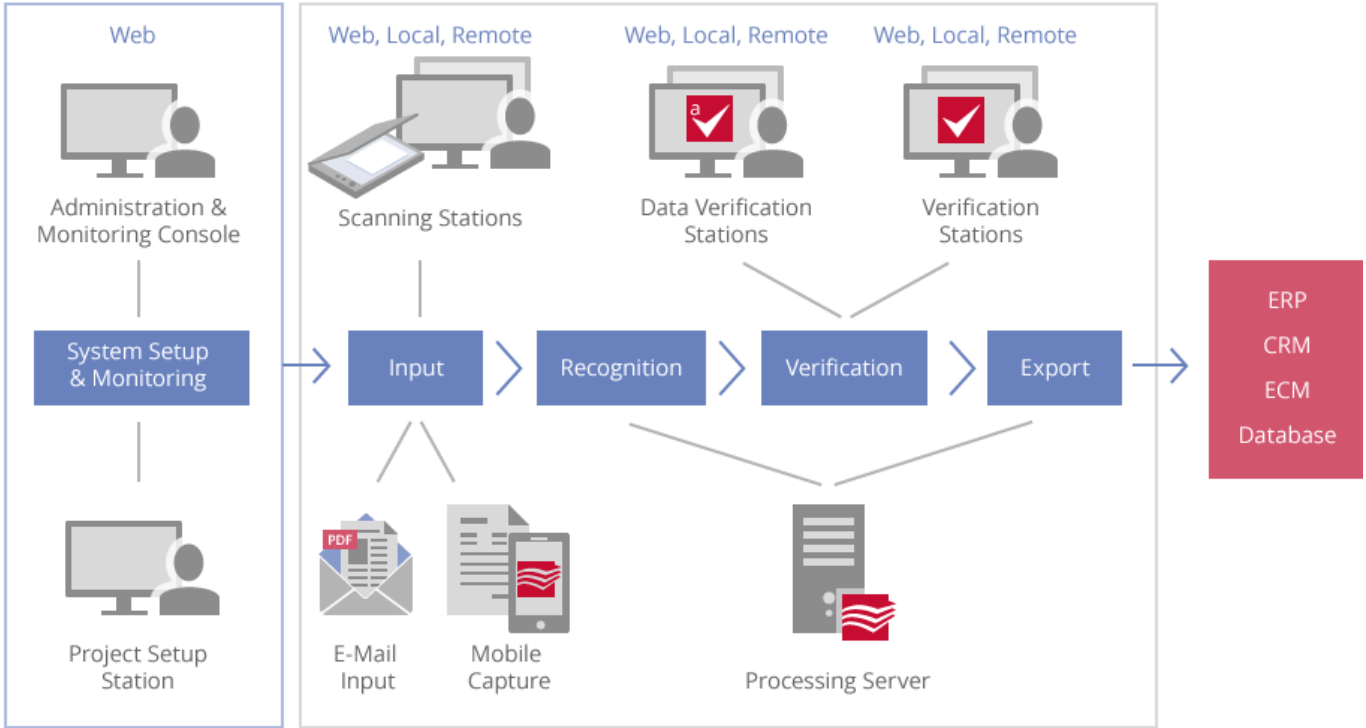 Web
Administration &
Monitoring Console
System Setup
& Monitoring
Project Setup
Station
Web, Local, Remote
Web, Local, Remote
Web, Local, Remote
a
Scanning Stations
Data Verification
Stations
Verification
Stations
Input
Recognition
Verification
Export
PDF
E-Mail
Input
Mobile
Capture
Processing Server
ERP
CRM
ECM
Database